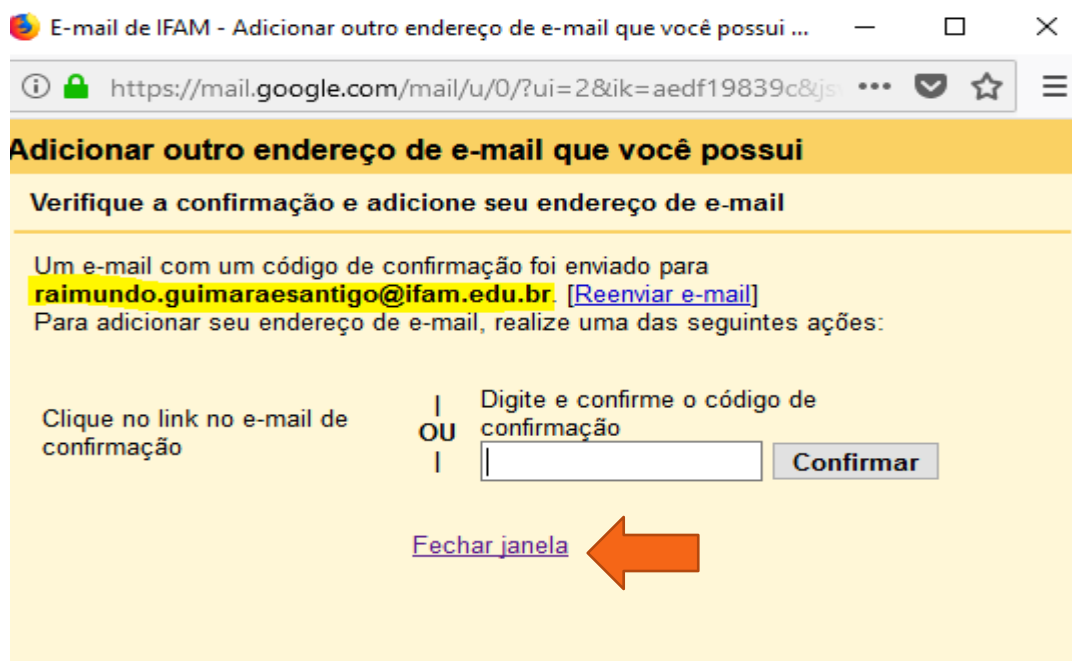 E-mail de IFAM - Adicionar outro endereço de e-mail que você possui ...
https://mail.google.com/mail/u/0/?ui=2&ik=aedf19839c&js
Adicionar outro endereço de e-mail que você possui
Verifique a confirmação e adicione seu endereço de e-mail
Um e-mail com um código de confirmação foi enviado para
raimundo.guimaraesantigo@ifam.edu.br. [Reenviar e-mail]
Para adicionar seu endereço de e-mail, realize uma das seguintes ações:
Clique no link no e-mail de
confirmação
|
OU
|
Digite e confirme o código de
confirmação
Confirmar
Fechar janela